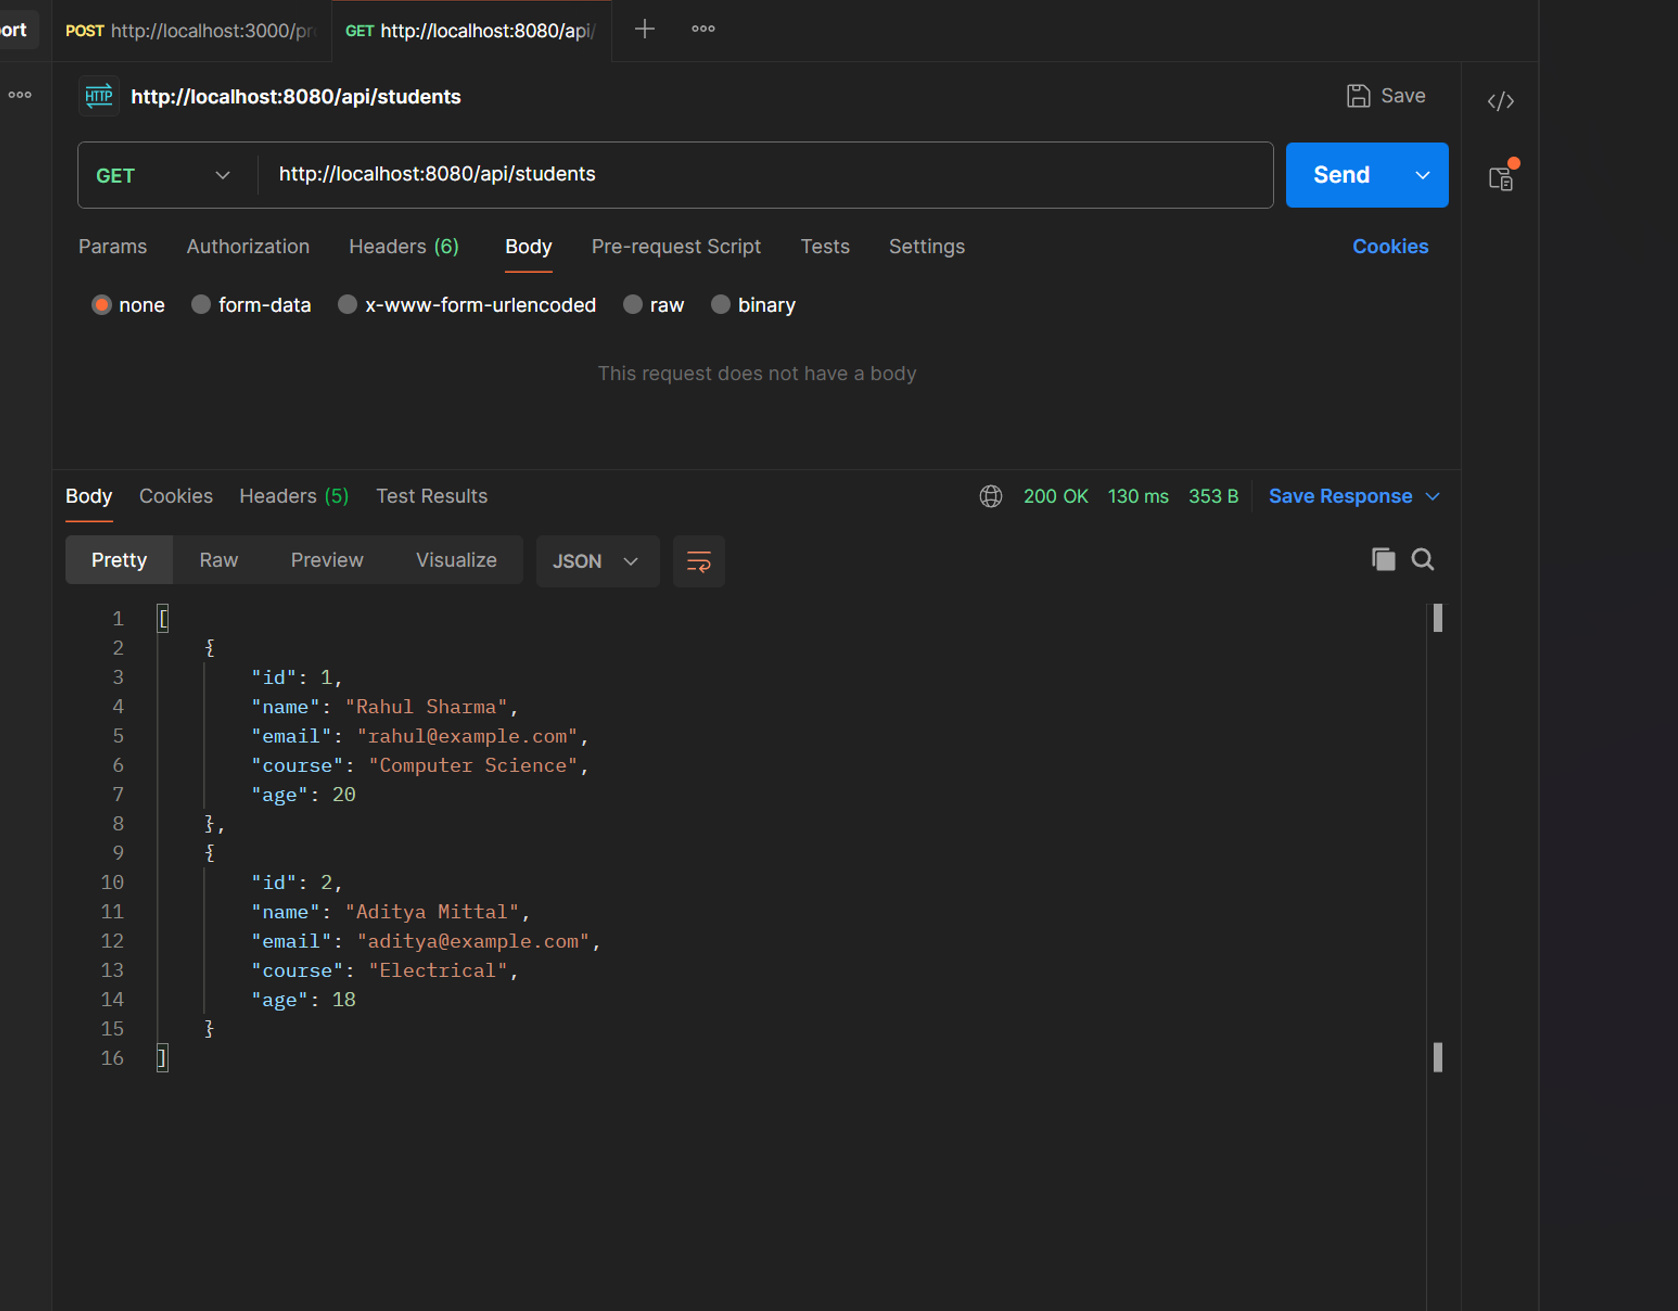 ort
POST http://localhost:3000/pr
GET http://localhost:8080/api/
HTTP http://localhost:8080/api/students
Save
GET http://localhost:8080/api/students
Send
Params Authorization Headers (6) Body Pre-request Script Tests Settings Cookies
none form-data x-www-form-urlencoded raw binary
This request does not have a body
Body Cookies Headers (5) Test Results 200 OK 130 ms 353 B Save Response
Pretty Raw Preview Visualize JSON
1 [
2 {
3 "id": 1,
4 "name": "Rahul Sharma",
5 "email": "rahul@example.com",
6 "course": "Computer Science",
7 "age": 20
8 },
9 {
10 "id": 2,
11 "name": "Aditya Mittal",
12 "email": "aditya@example.com",
13 "course": "Electrical",
14 "age": 18
15 }
16 ]